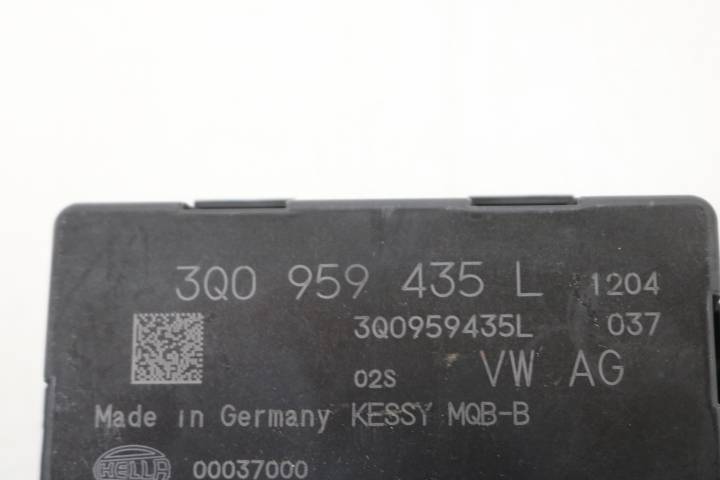 3Q0 959 435 L 1204
3Q0959435L 037
02S VW AG
Made in Germany KESSY MQB-B
HELLA 00037000